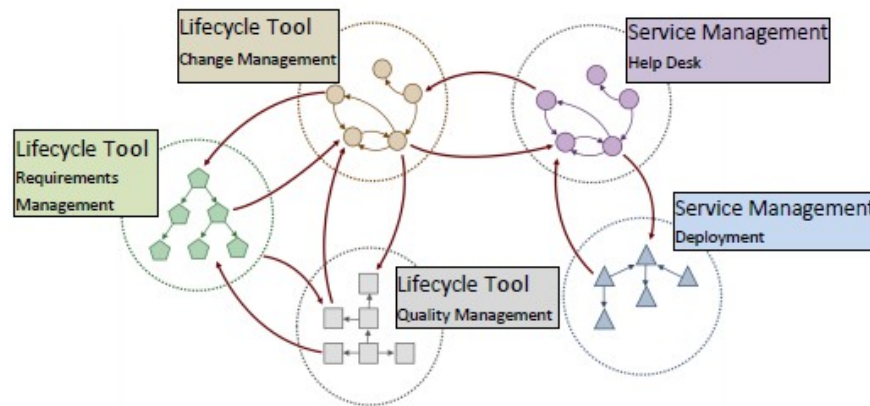 Lifecycle Tool
Change Management
Service Management
Help Desk
Lifecycle Tool
Requirements
Management
Service Management
Deployment
Lifecycle Tool
Quality Management